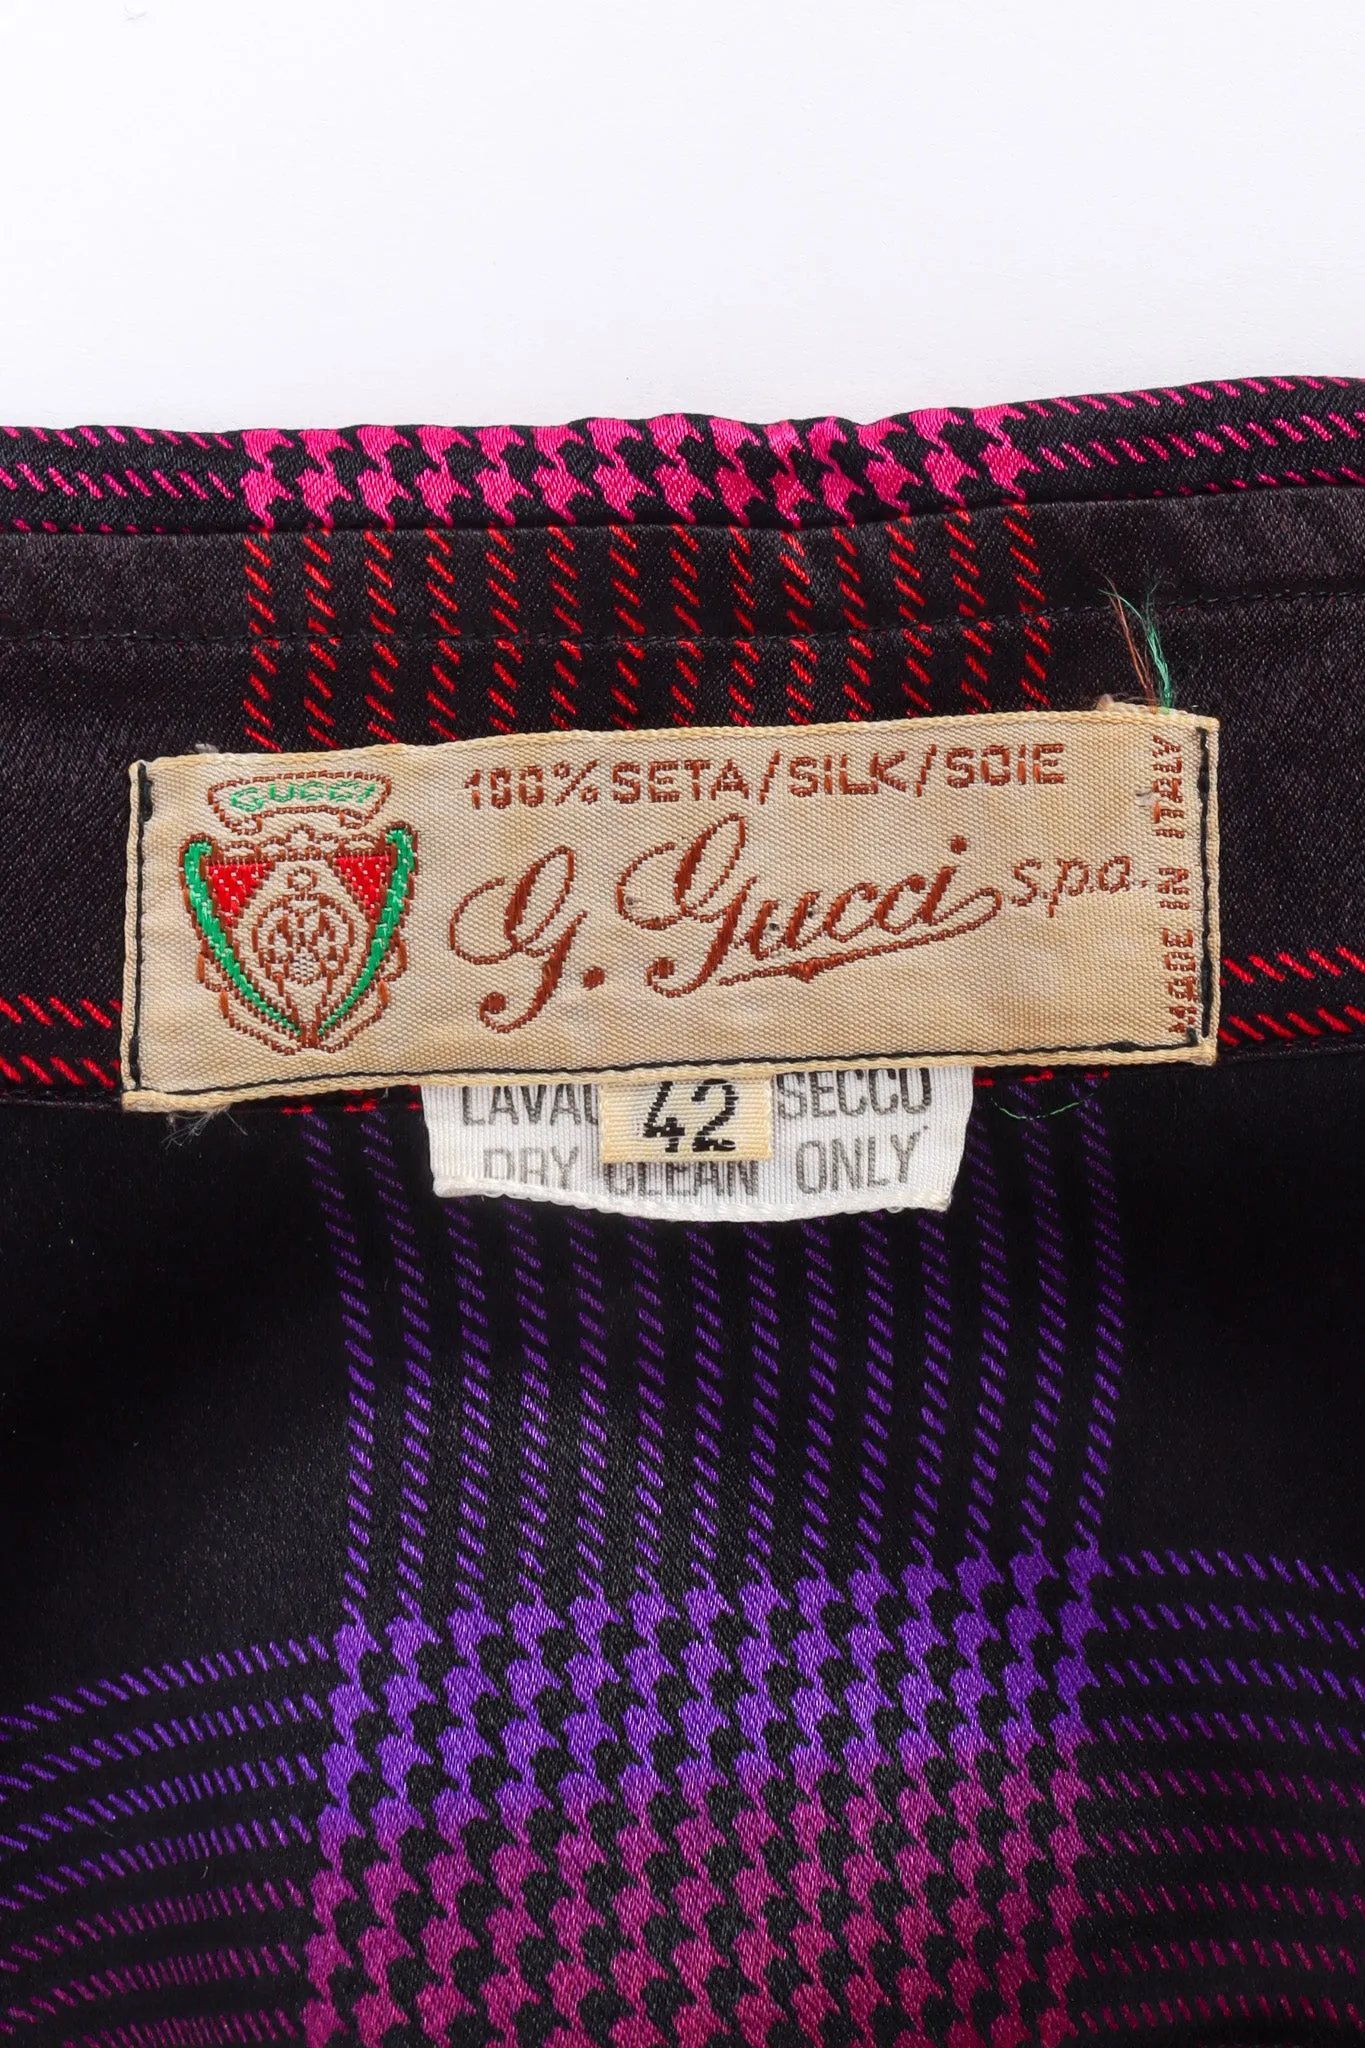 GUCCI
100% SETA/SILK/SOIE
G. Gucci s.p.a.
MADE IN ITALY
42
SECCO
DRY CLEAN ONLY